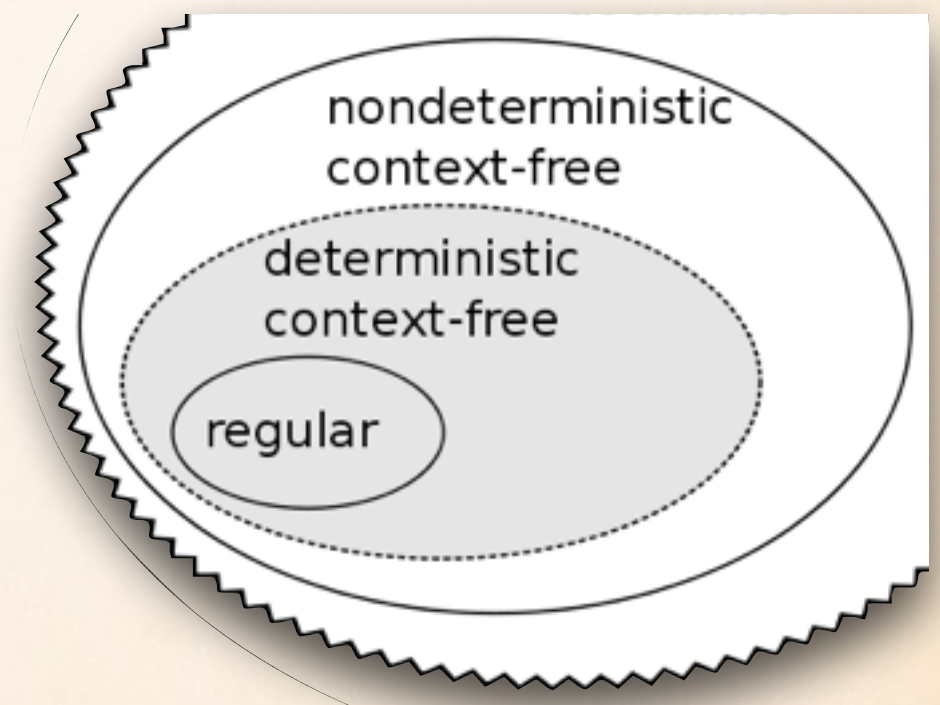 nondeterministic
context-free
deterministic
context-free
regular